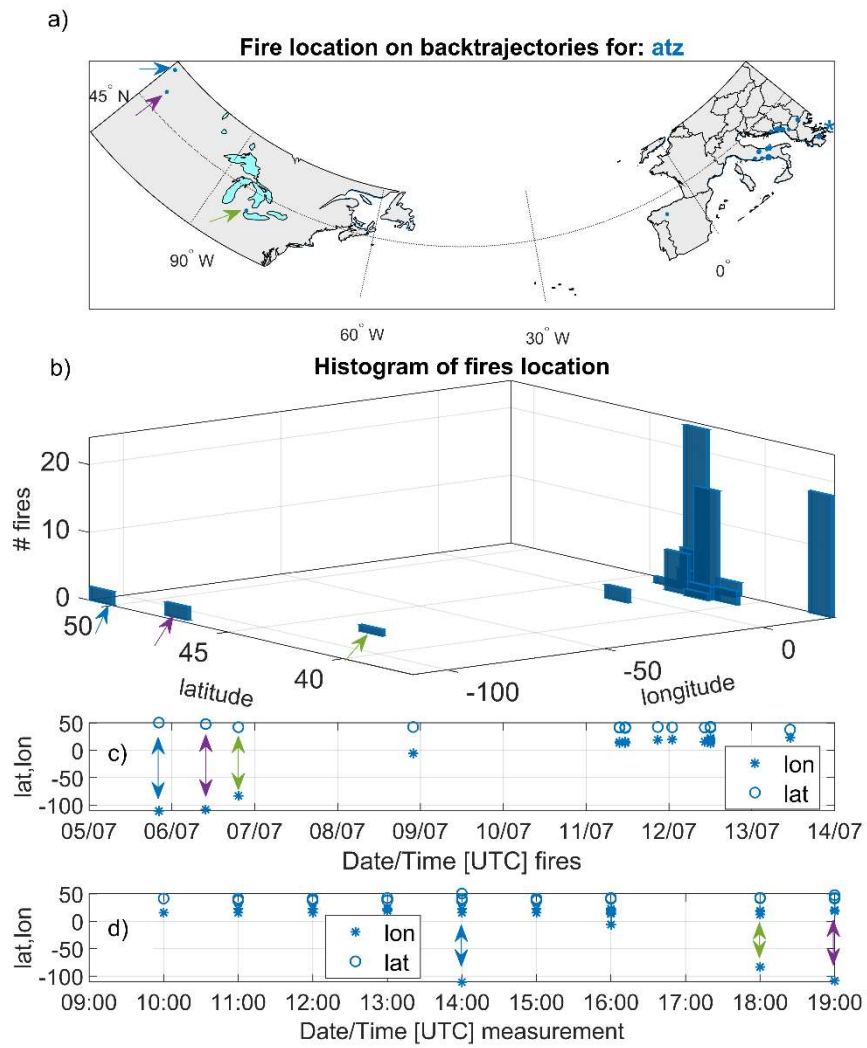 a)
Fire location on backtrajectories for: atz
45° N
90° W
60° W
30° W
0°
b)
Histogram of fires location
# fires
20
10
0
50
45
40
latitude
-100
-50
0
longitude
c)
lat,lon
50
0
-50
-100
lon
lat
05/07 06/07 07/07 08/07 09/07 10/07 11/07 12/07 13/07 14/07
Date/Time [UTC] fires
d)
lat,lon
50
0
-50
-100
lon
lat
09:00 10:00 11:00 12:00 13:00 14:00 15:00 16:00 17:00 18:00 19:00
Date/Time [UTC] measurement